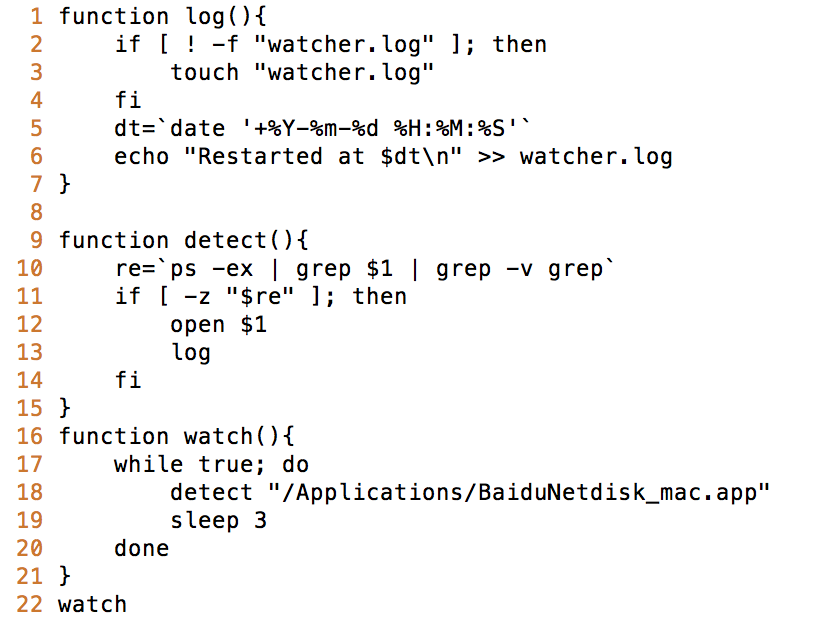 1 function log(){
2     if [ ! -f "watcher.log" ]; then
3         touch "watcher.log"
4     fi
5     dt=`date '+%Y-%m-%d %H:%M:%S'`
6     echo "Restarted at $dt\n" >> watcher.log
7 }
8
9 function detect(){
10     re=`ps -ex | grep $1 | grep -v grep`
11     if [ -z "$re" ]; then
12         open $1
13         log
14     fi
15 }
16 function watch(){
17     while true; do
18         detect "/Applications/BaiduNetdisk_mac.app"
19         sleep 3
20     done
21 }
22 watch